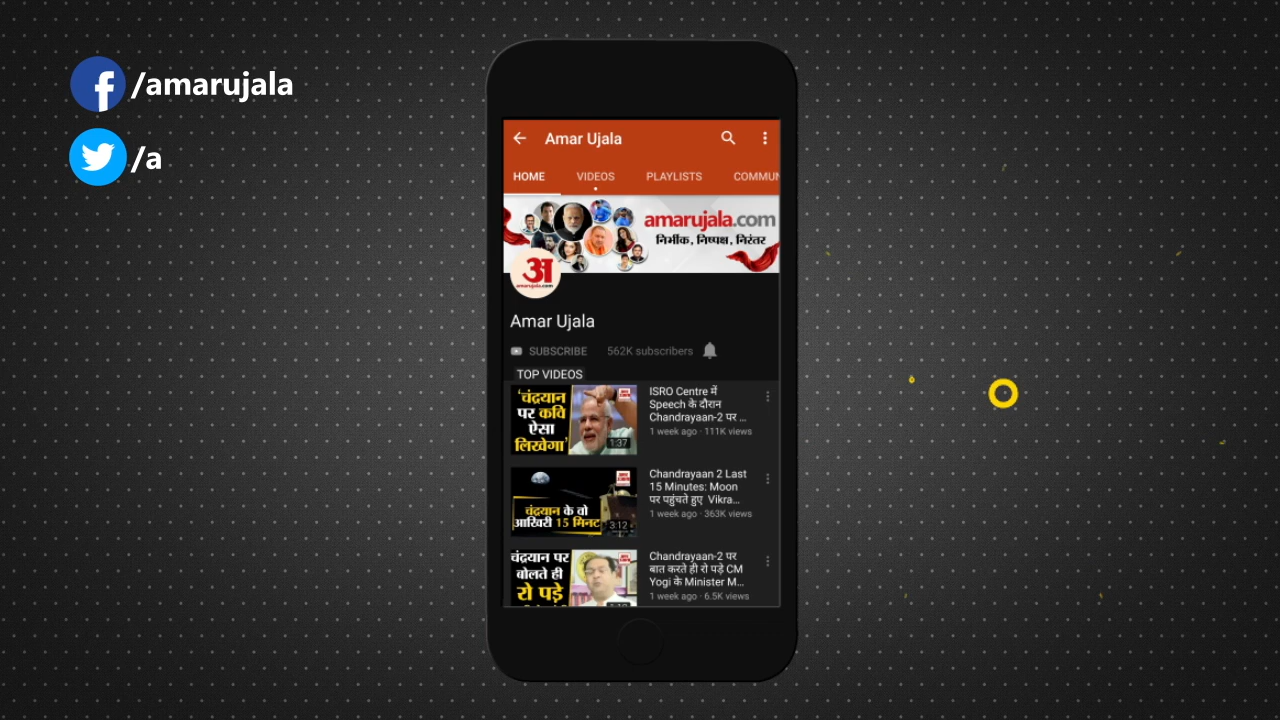 /amarujala
/a
Amar Ujala
HOME VIDEOS PLAYLISTS COMMUN
amarujala.com
निर्भीक, निष्पक्ष, निरंतर
अ
amarujala.com
Amar Ujala
SUBSCRIBE 562K subscribers
TOP VIDEOS
'चंद्रयान
पर कवि
ऐसा
लिखेगा'
1:37
ISRO Centre में
Speech के दौरान
Chandrayaan-2 पर ...
1 week ago · 111K views
चंद्रयान के वो
आखिरी 15 मिनट
3:12
Chandrayaan 2 Last
15 Minutes: Moon
पर पहुंचते हुए Vikra...
1 week ago · 363K views
चंद्रयान पर
बोलते ही
रो पड़े
Chandrayaan-2 पर
बात करते ही रो पड़े CM
Yogi के Minister M...
1 week ago · 6.5K views